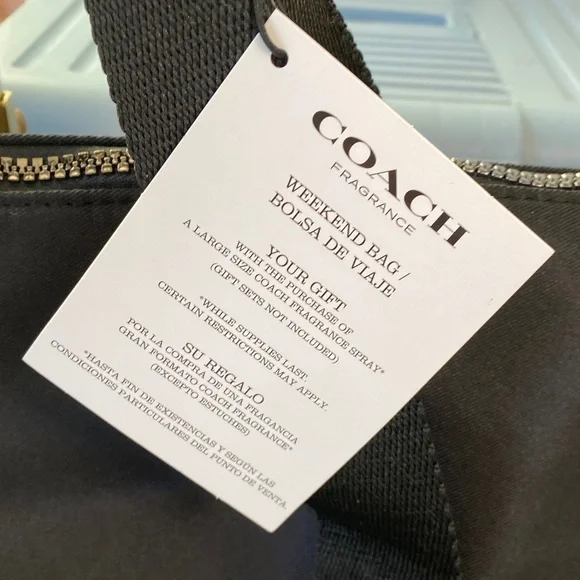 COACH
FRAGRANCE
WEEKEND BAG /
BOLSA DE VIAJE
YOUR GIFT
WITH THE PURCHASE OF
A LARGE SIZE COACH FRAGRANCE SPRAY*
(GIFT SETS NOT INCLUDED)
*WHILE SUPPLIES LAST.
CERTAIN RESTRICTIONS MAY APPLY.
SU REGALO
POR LA COMPRA DE UNA FRAGANCIA
GRAN FORMATO COACH FRAGRANCE*
(EXCEPTO ESTUCHES)
*HASTA FIN DE EXISTENCIAS Y SEGÚN LAS
CONDICIONES PARTICULARES DEL PUNTO DE VENTA.